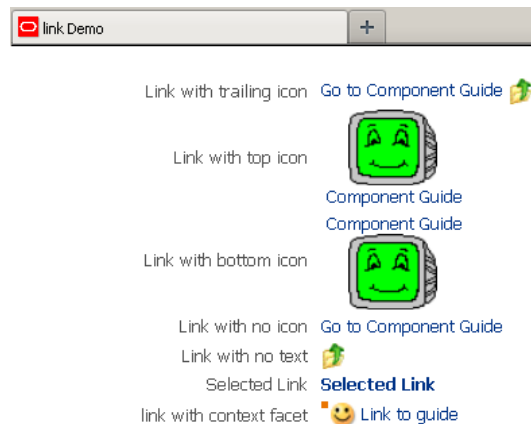 link Demo
+
Link with trailing icon Go to Component Guide
Link with top icon
Component Guide
Component Guide
Link with bottom icon
Link with no icon Go to Component Guide
Link with no text
Selected Link Selected Link
link with context facet Link to guide